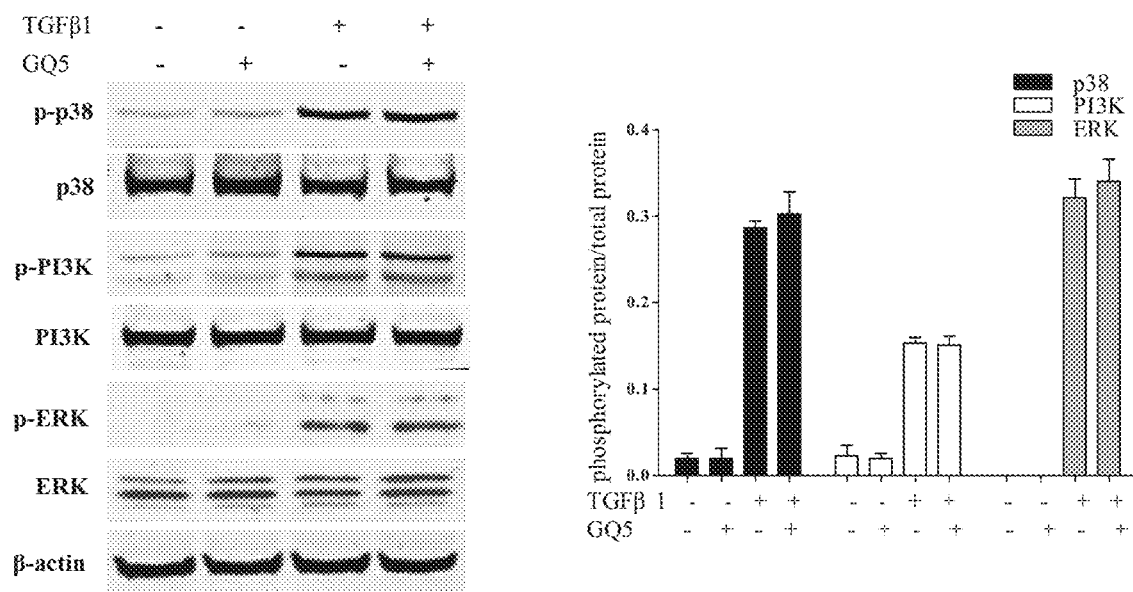 TGFβ1 - - + +
GQ5 - + - +
p-p38
p38
p-PI3K
PI3K
p-ERK
ERK
β-actin
p38
PI3K
ERK
phosphorylated protein/total protein
0.4
0.3
0.2
0.1
0.0
TGFβ 1 - - + + - - + + - - + +
GQ5 - + - + - + - + - + - +